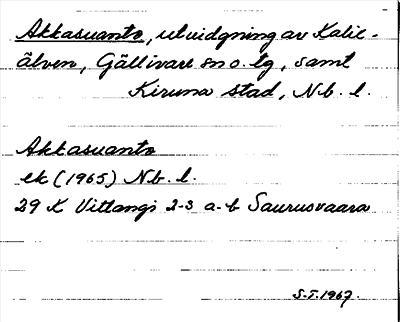 Akkasuanto, utvidgning av Kalix-
älven, Gällivare sn o. tg, samt
Kiruna stad, Nb. l.
Akkasuanto
ek (1965) Nb. l.
29 K Vittangi 2-3 a-b Saurusvaara
S.T. 1967.